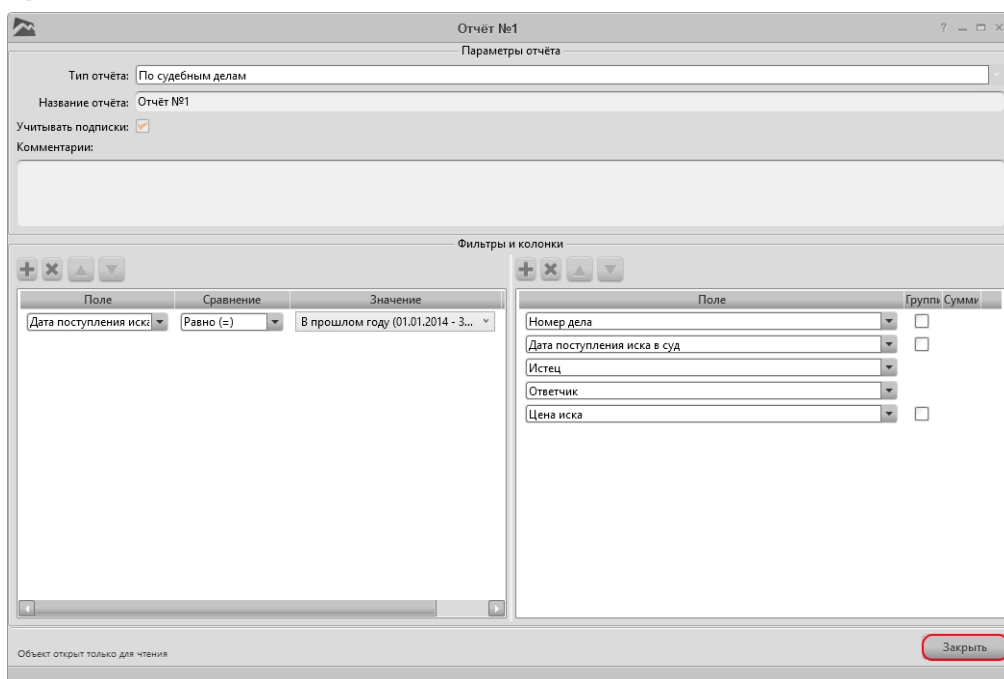 Отчёт №1
Параметры отчёта
Тип отчёта: По судебным делам
Название отчёта: Отчёт №1
Учитывать подписки:
Комментарии:
Фильтры и колонки
Поле Сравнение Значение
Дата поступления иска Равно (=) В прошлом году (01.01.2014 - 3...
Поле Группи Сумми
Номер дела
Дата поступления иска в суд
Истец
Ответчик
Цена иска
Объект открыт только для чтения
Закрыть